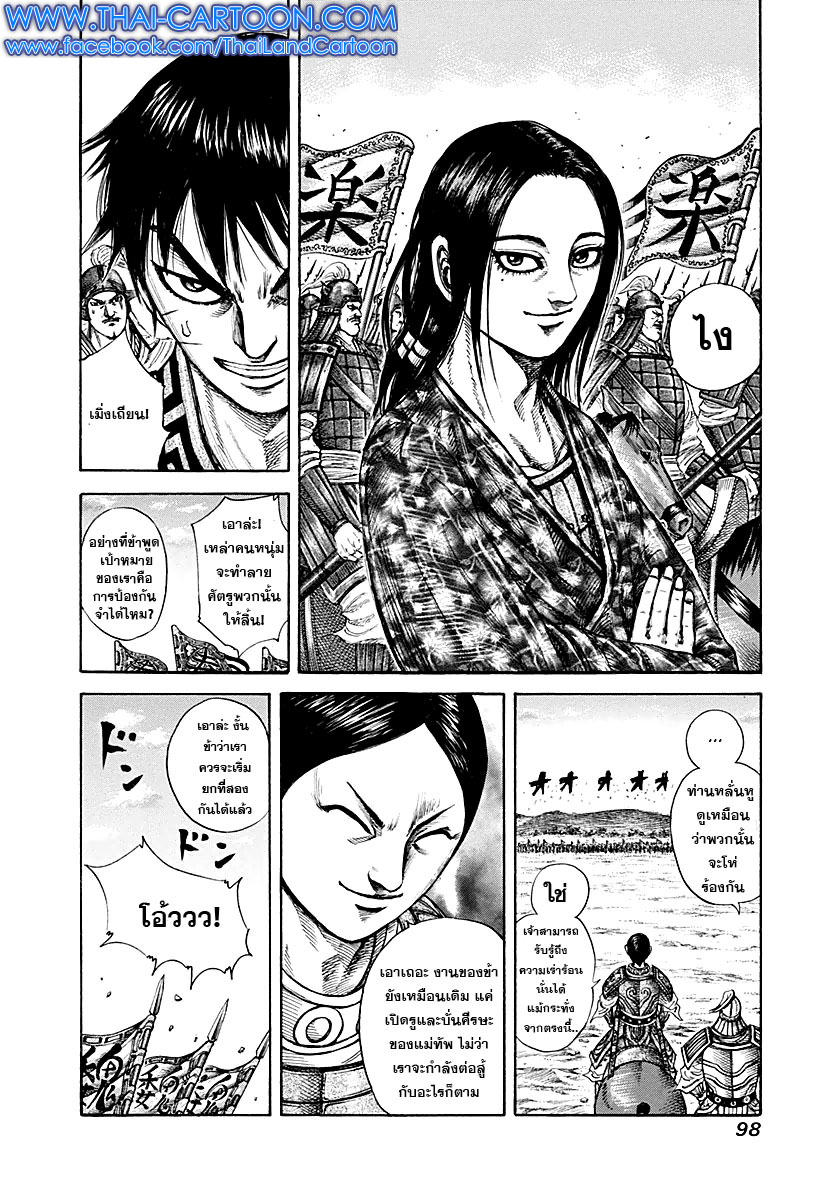 WWW.THAI-CARTOON.COM
www.facebook.com/ThaiLandCartoon
楽
楽
ไง
เมิ่งเถียน!
เอาล่ะ!
เหล่าคนหนุ่ม
จะทำลาย
ศัตรูพวกนั้น
ให้ลิ้น!
อย่างที่ข้าพูด
เป้าหมาย
ของเราคือ
การป้องกัน
จำได้ไหม?
...
ท่านหลั่นทู
ดูเหมือน
ว่าพวกนั้น
จะโห่
ร้องกัน
オオオオオ
ใช่
เจ้าสามารถ
รับรู้ถึง
ความเร่าร้อน
นั่นได้
แม้กระทั่ง
จากตรงนี้..
เอาเถอะ งานของข้า
ยังเหมือนเดิม แค่
เปิดรูและบั่นศีรษะ
ของแม่ทัพ ไม่ว่า
เราจะกำลังต่อสู้
กับอะไรก็ตาม
เอาล่ะ งั้น
ข้าว่าเรา
ควรจะเริ่ม
ยกที่สอง
กันได้แล้ว
ドン
ドン
โอ้ววว!
98